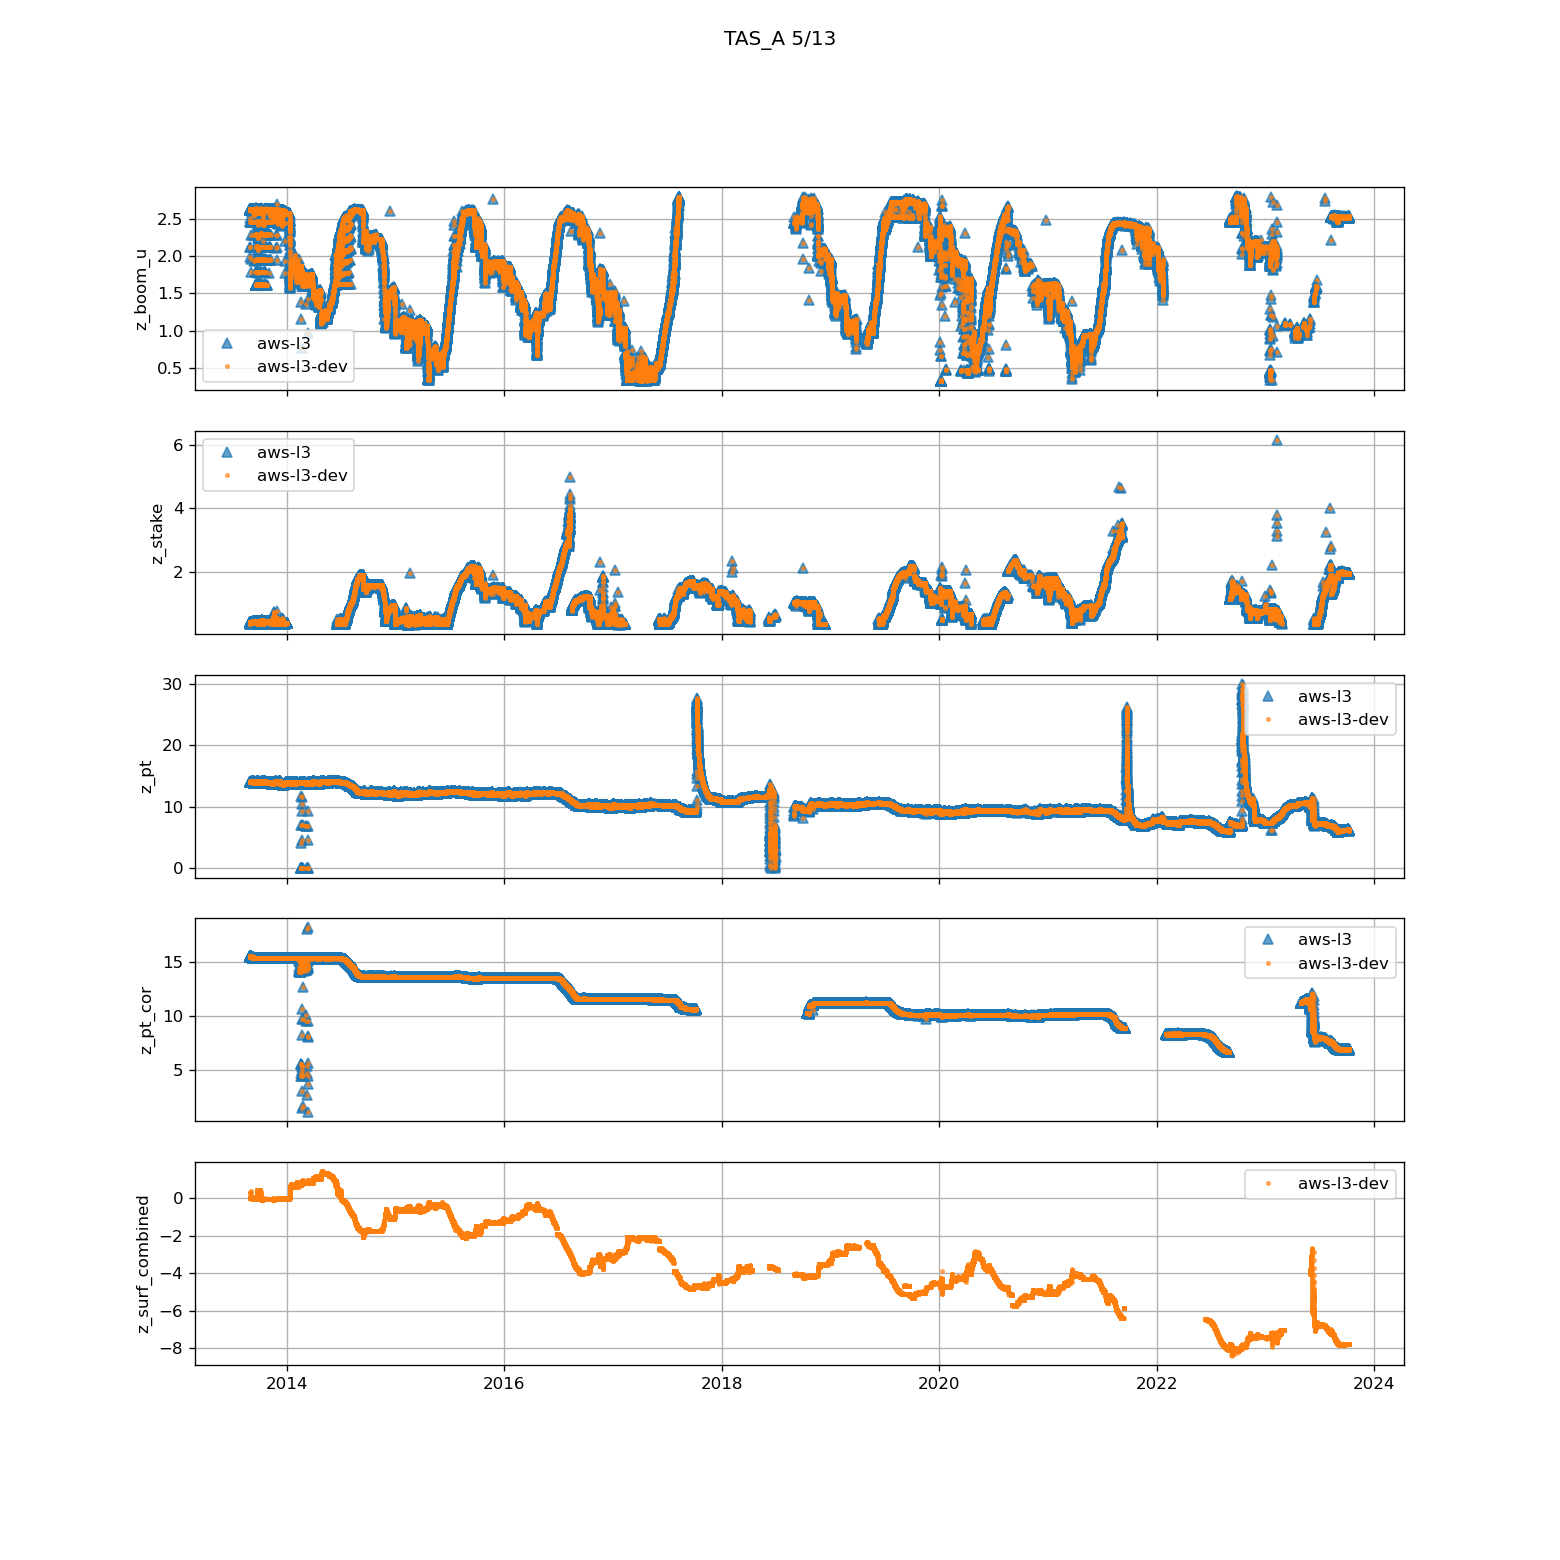 TAS_A 5/13
z_boom_u
2.5
2.0
1.5
1.0
0.5
aws-l3
aws-l3-dev
z_stake
6
4
2
aws-l3
aws-l3-dev
z_pt
30
20
10
0
aws-l3
aws-l3-dev
z_pt_cor
15
10
5
aws-l3
aws-l3-dev
z_surf_combined
0
−2
−4
−6
−8
aws-l3-dev
2014 2016 2018 2020 2022 2024